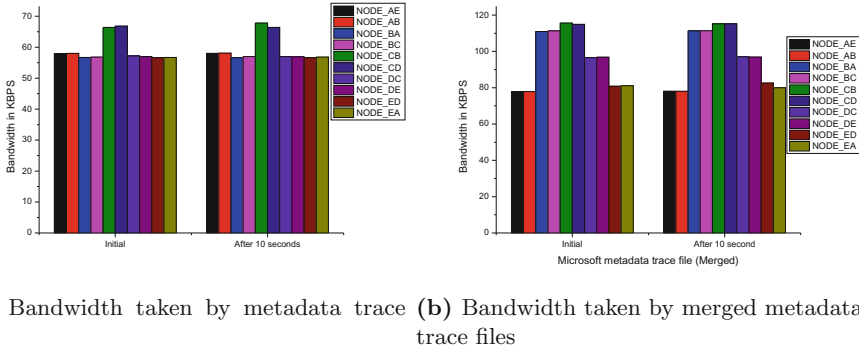 70
60
50
40
30
20
10
0
Bandwidth in KBPS
Initial
After 10 seconds
NODE_AE
NODE_AB
NODE_BA
NODE_BC
NODE_CB
NODE_CD
NODE_DC
NODE_DE
NODE_ED
NODE_EA
120
100
80
60
40
20
0
Bandwidth in KBPS
Initial
After 10 second
Microsoft metadata trace file (Merged)
NODE_AE
NODE_AB
NODE_BA
NODE_BC
NODE_CB
NODE_CD
NODE_DC
NODE_DE
NODE_ED
NODE_EA
Bandwidth taken by metadata trace
(b) Bandwidth taken by merged metadata
trace files